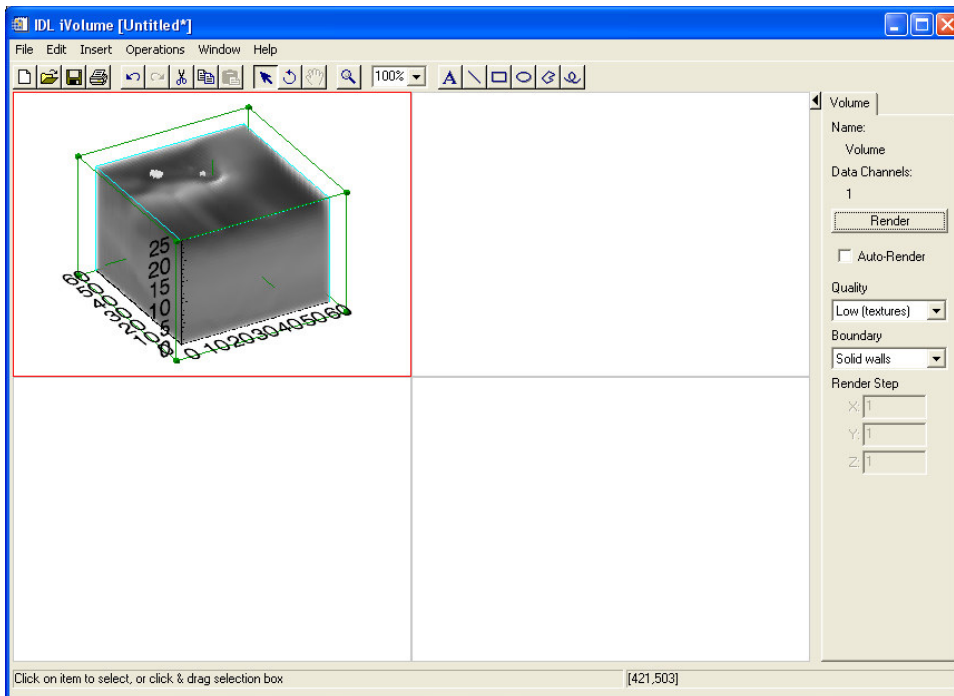 IDL iVolume [Untitled*]
File Edit Insert Operations Window Help
100% A
Volume
Name:
Volume
Data Channels:
1
Render
Auto-Render
Quality
Low (textures)
Boundary
Solid walls
Render Step
X: 1
Y: 1
Z: 1
25
20
15
10
5
0
0 10 20 30 40 50 60
Click on item to select, or click & drag selection box [421,503]